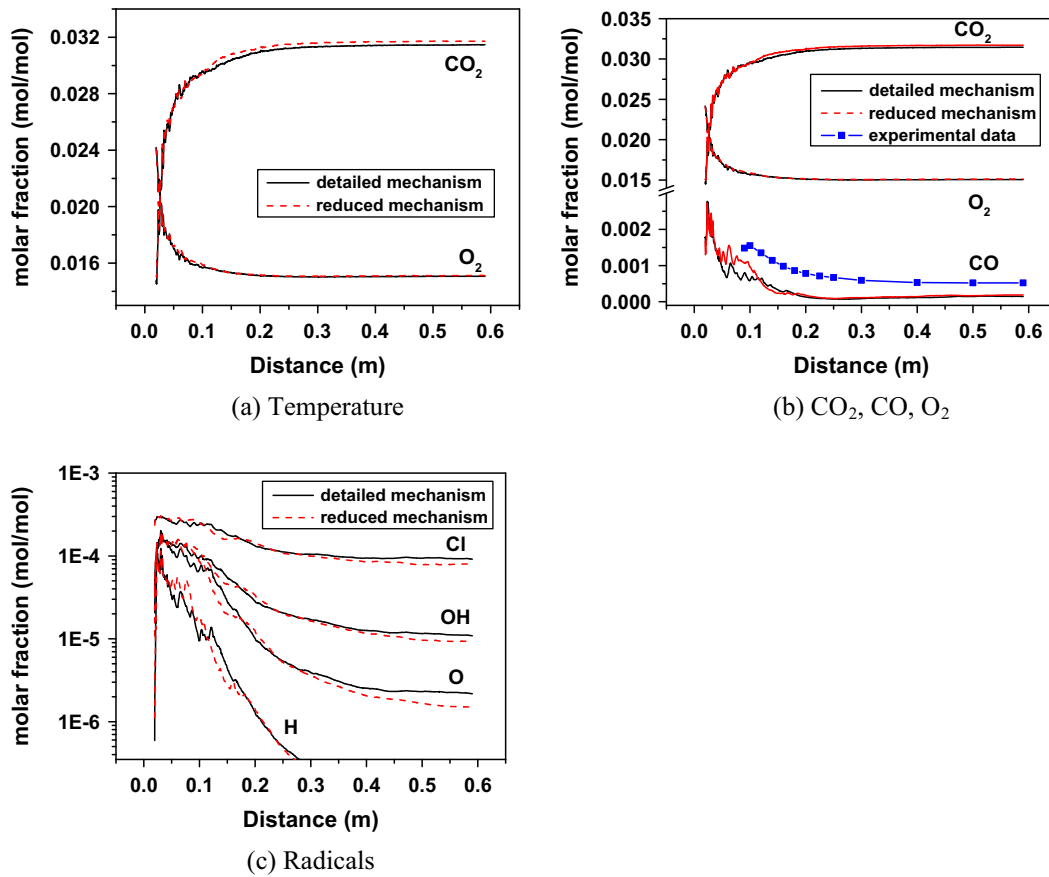 0.032
0.028
0.024
0.020
0.016
molar fraction (mol/mol)
CO2
detailed mechanism
reduced mechanism
O2
0.0 0.1 0.2 0.3 0.4 0.5 0.6
Distance (m)
(a) Temperature
0.035
0.030
0.025
0.020
0.015
0.002
0.001
0.000
molar fraction (mol/mol)
CO2
detailed mechanism
reduced mechanism
experimental data
O2
CO
0.0 0.1 0.2 0.3 0.4 0.5 0.6
Distance (m)
(b) CO2, CO, O2
1E-3
1E-4
1E-5
1E-6
molar fraction (mol/mol)
detailed mechanism
reduced mechanism
Cl
OH
O
H
0.0 0.1 0.2 0.3 0.4 0.5 0.6
Distance (m)
(c) Radicals